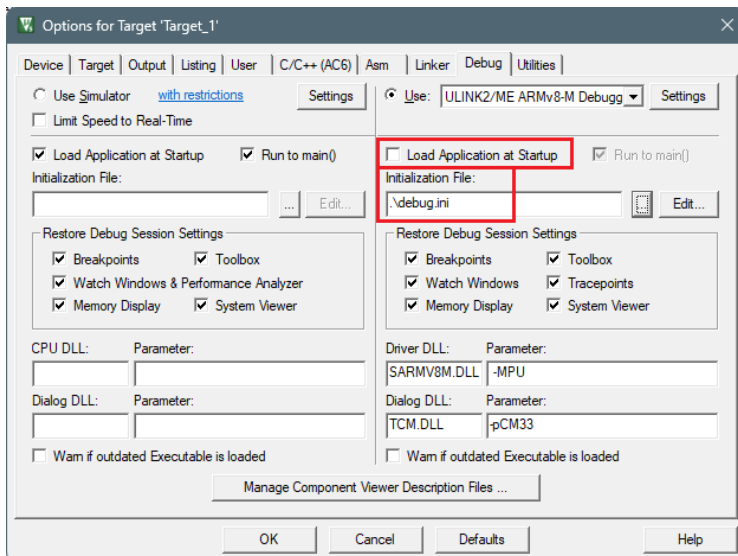 Options for Target 'Target_1'
Device Target Output Listing User C/C++ (AC6) Asm Linker Debug Utilities
Use Simulator with restrictions Settings Use: ULINK2/ME ARMv8-M Debugg Settings
Limit Speed to Real-Time
Load Application at Startup Run to main() Load Application at Startup Run to main()
Initialization File: Initialization File:
... Edit... .\debug.ini ... Edit...
Restore Debug Session Settings Restore Debug Session Settings
Breakpoints Toolbox Breakpoints Toolbox
Watch Windows & Performance Analyzer Watch Windows Tracepoints
Memory Display System Viewer Memory Display System Viewer
CPU DLL: Parameter: Driver DLL: Parameter:
SARMV8M.DLL -MPU
Dialog DLL: Parameter: Dialog DLL: Parameter:
TCM.DLL -pCM33
Warn if outdated Executable is loaded Warn if outdated Executable is loaded
Manage Component Viewer Description Files ...
OK Cancel Defaults Help